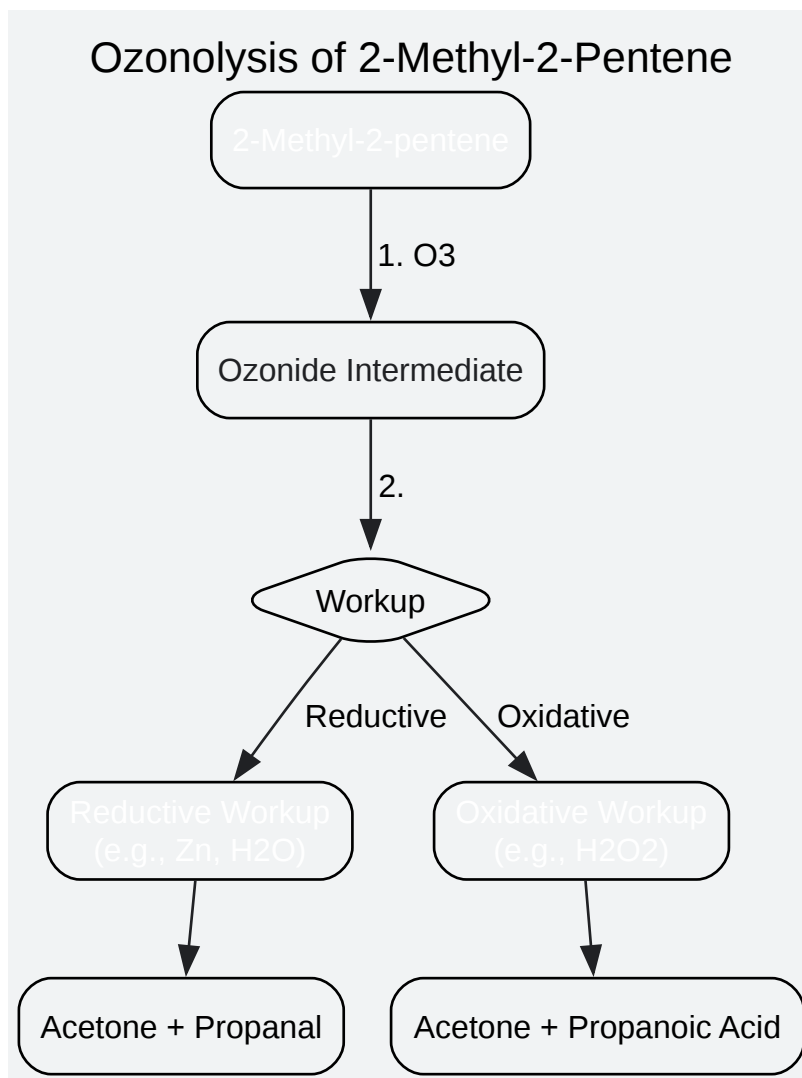 Ozonolysis of 2-Methyl-2-Pentene
2-Methyl-2-pentene
1. O3
Ozonide Intermediate
2.
Workup
Reductive
Oxidative
Reductive Workup
(e.g., Zn, H2O)
Oxidative Workup
(e.g., H2O2)
Acetone + Propanal
Acetone + Propanoic Acid